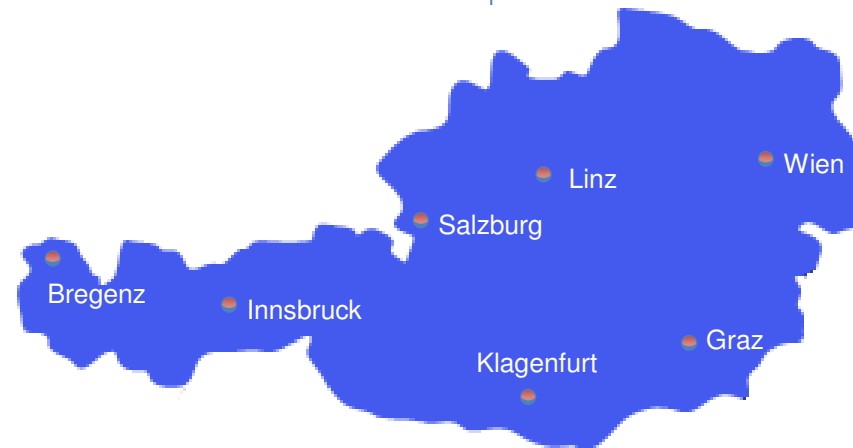 Wien
Linz
Salzburg
Bregenz
Innsbruck
Graz
Klagenfurt